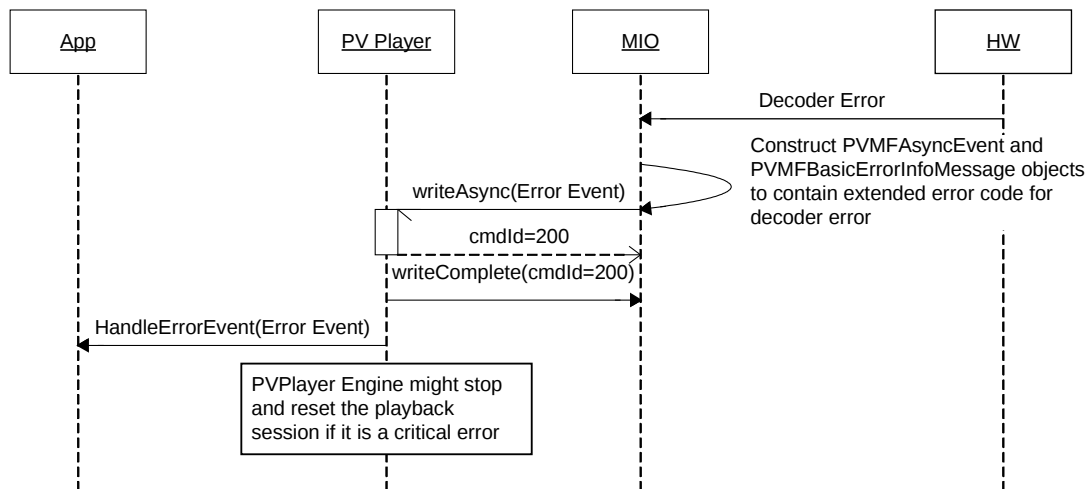 App
PV Player
MIO
HW
Decoder Error
Construct PVMFAsyncEvent and
PVMFBasicErrorInfoMessage objects
to contain extended error code for
decoder error
writeAsync(Error Event)
cmdId=200
writeComplete(cmdId=200)
HandleErrorEvent(Error Event)
PVPlayer Engine might stop
and reset the playback
session if it is a critical error